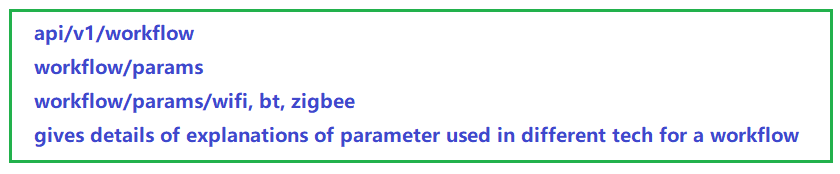 api/v1/workflow
workflow/params
workflow/params/wifi, bt, zigbee
gives details of explanations of parameter used in different tech for a workflow